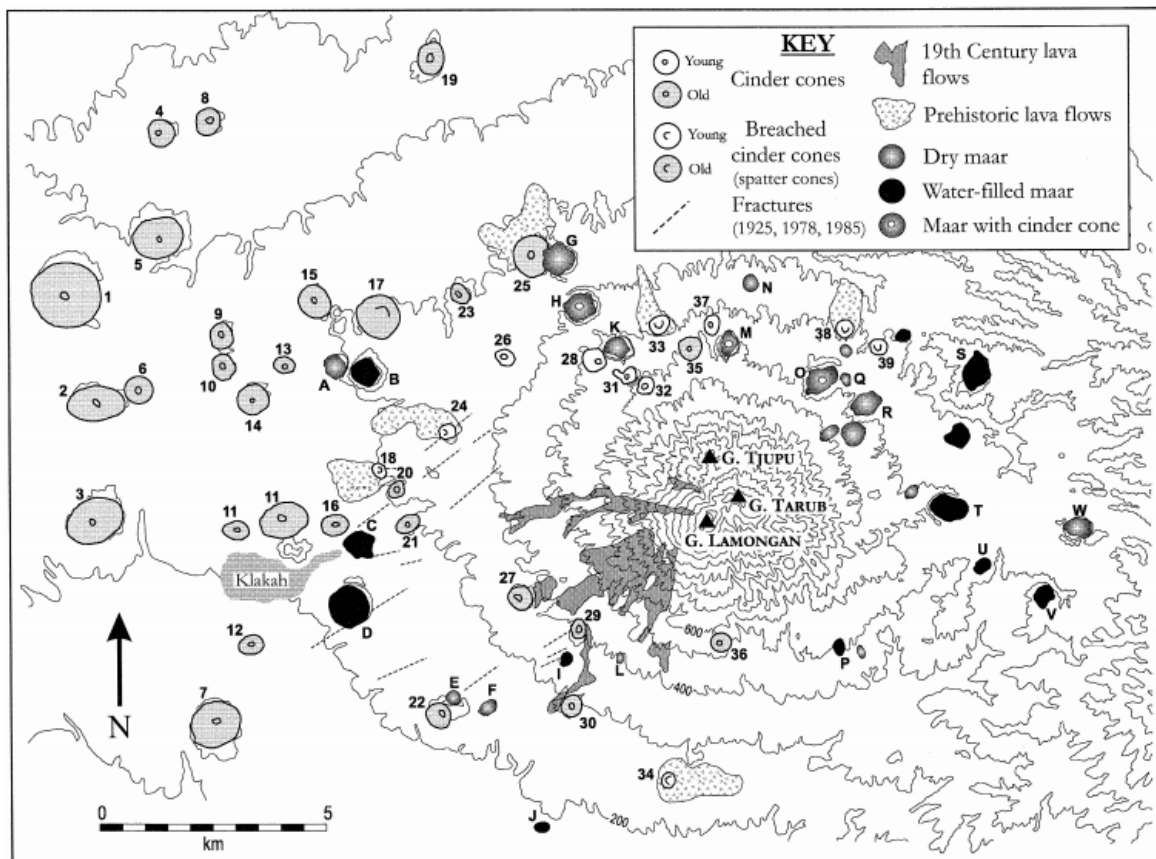 KEY
Young
Cinder cones
Old
Young
Breached
cinder cones
(spatter cones)
Old
Fractures
(1925, 1978, 1985)
19th Century lava
flows
Prehistoric lava flows
Dry maar
Water-filled maar
Maar with cinder cone
19
4
8
5
1
15
17
25
G
23
H
N
37
9
10
13
A
B
26
28
K
33
35
M
38
39
S
6
2
14
31
32
O
Q
R
24
G. TJUPU
18
20
G. TARUB
T
W
3
11
11
16
C
21
G. LAMONGAN
U
Klakah
27
D
V
29
600
36
12
I
L
P
400
7
E
22
F
30
N
34
200
J
0
5
km